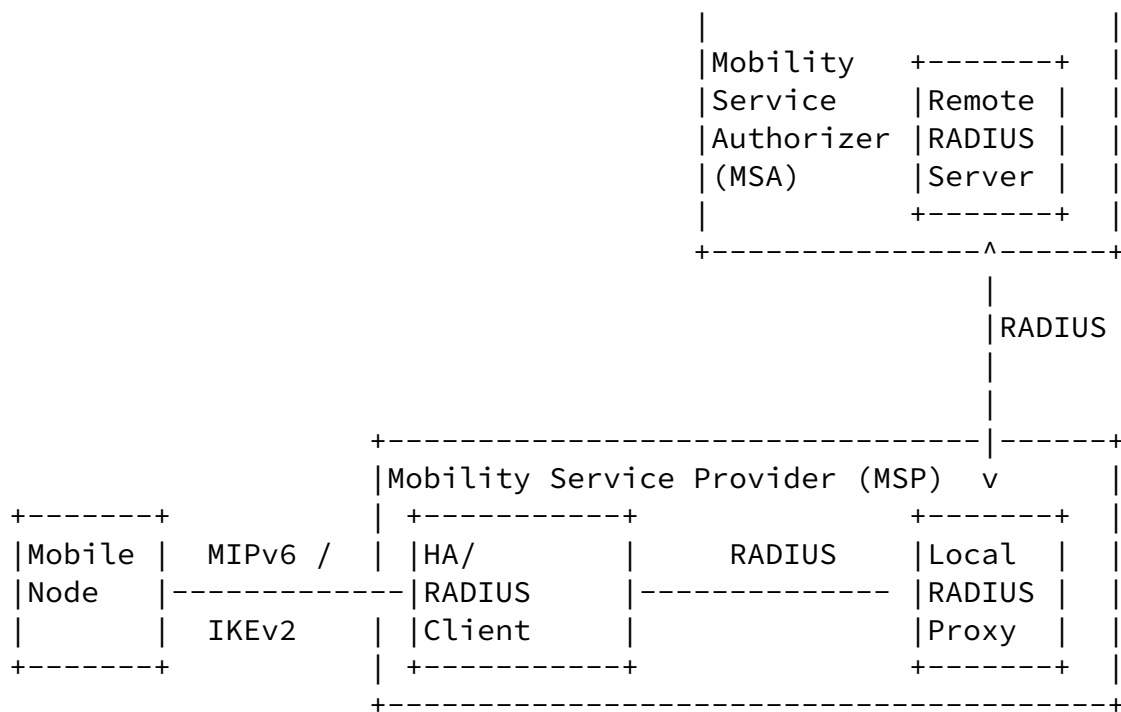 Mobility
Service Remote
Authorizer RADIUS
(MSA) Server
RADIUS
Mobility Service Provider (MSP)
Mobile MIPv6 / HA/ RADIUS Local
Node RADIUS RADIUS
IKEv2 Client Proxy